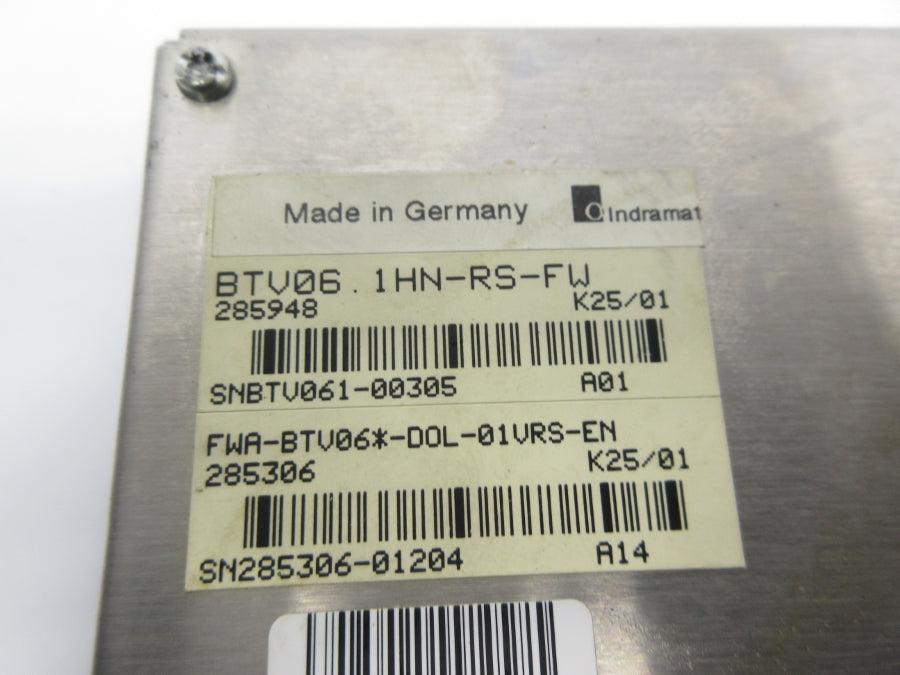 Made in Germany Indramat
BTV06.1HN-RS-FW
285948 K25/01
SNBTV061-00305 A01
FWA-BTV06*-DOL-01VRS-EN
285306 K25/01
SN285306-01204 A14